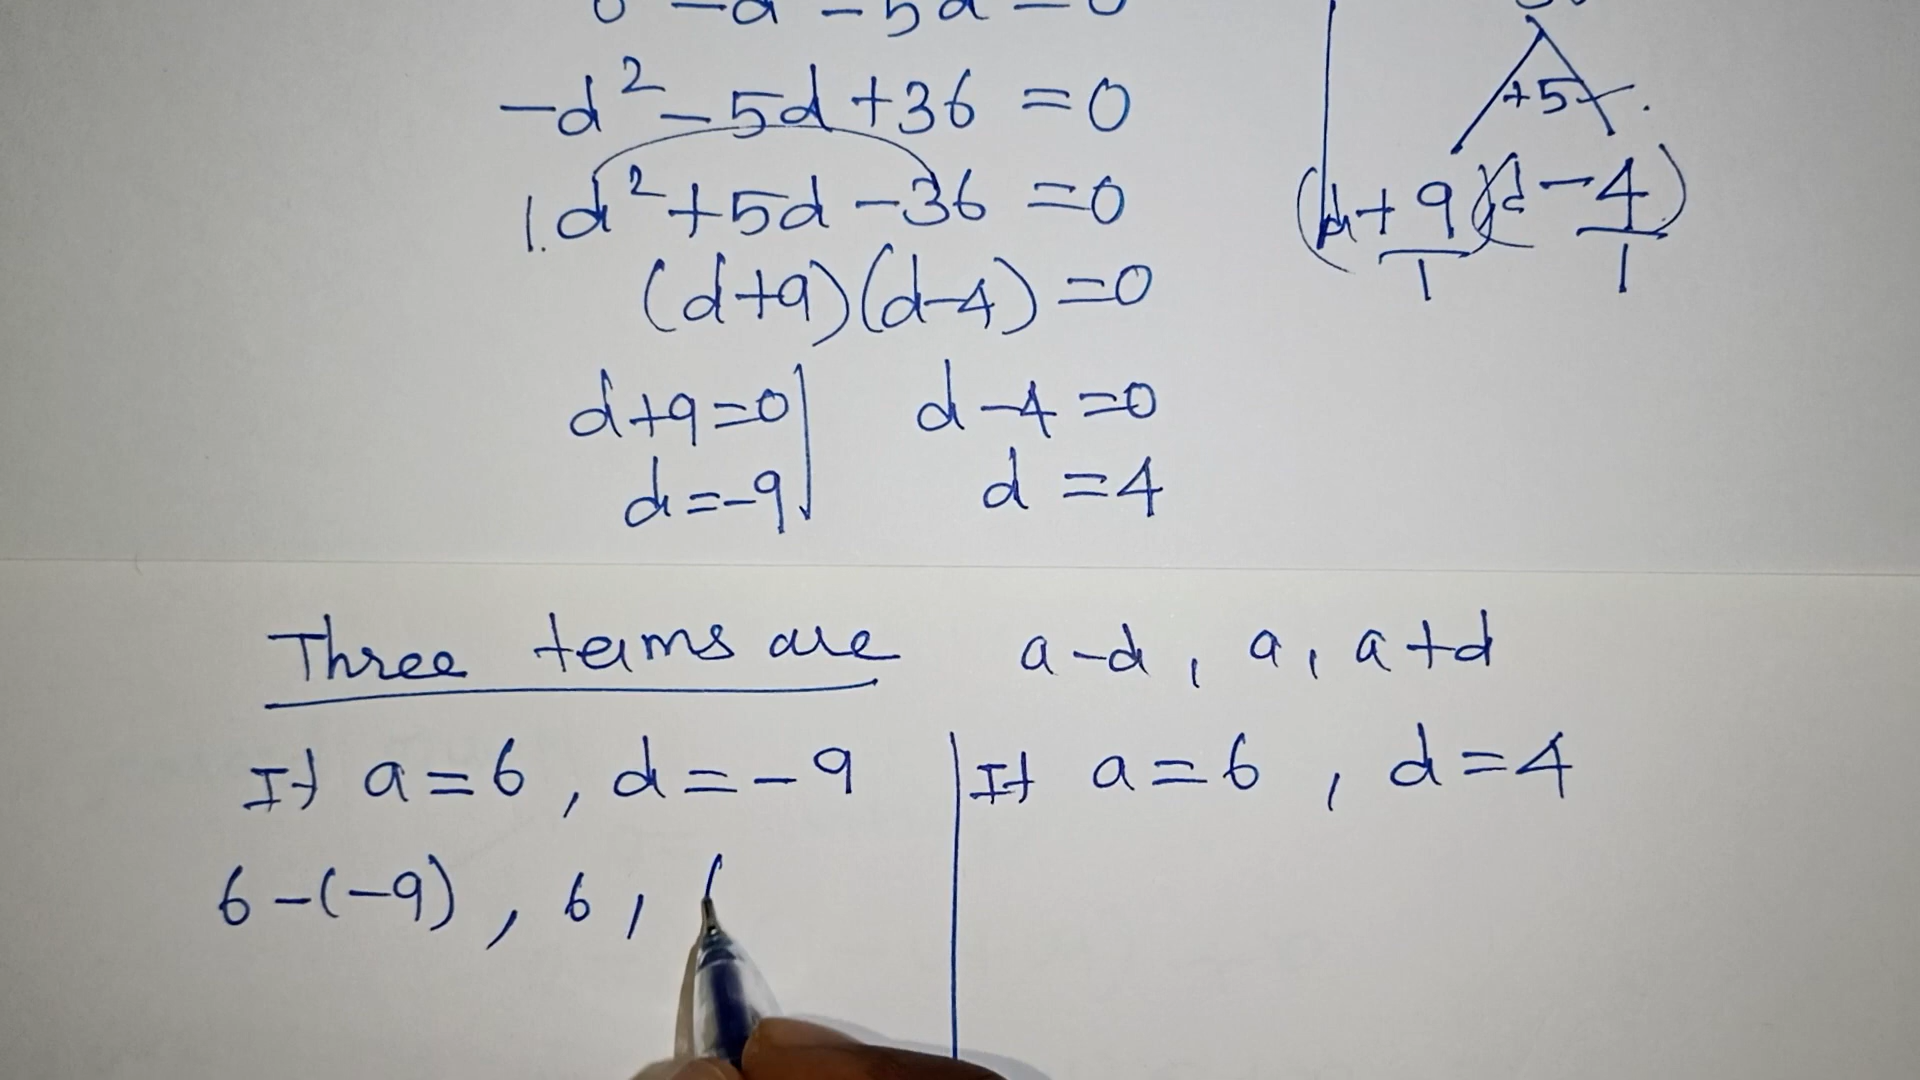 -d² - 5d + 36 = 0
1.d² + 5d - 36 = 0
(d+9)(d-4) = 0
d+9=0 d-4=0
d=-9 d=4
+5
(d+9)(d-4)
1 1
Three terms are a-d, a, a+d
If a=6, d=-9
6-(-9), 6,
If a=6, d=4